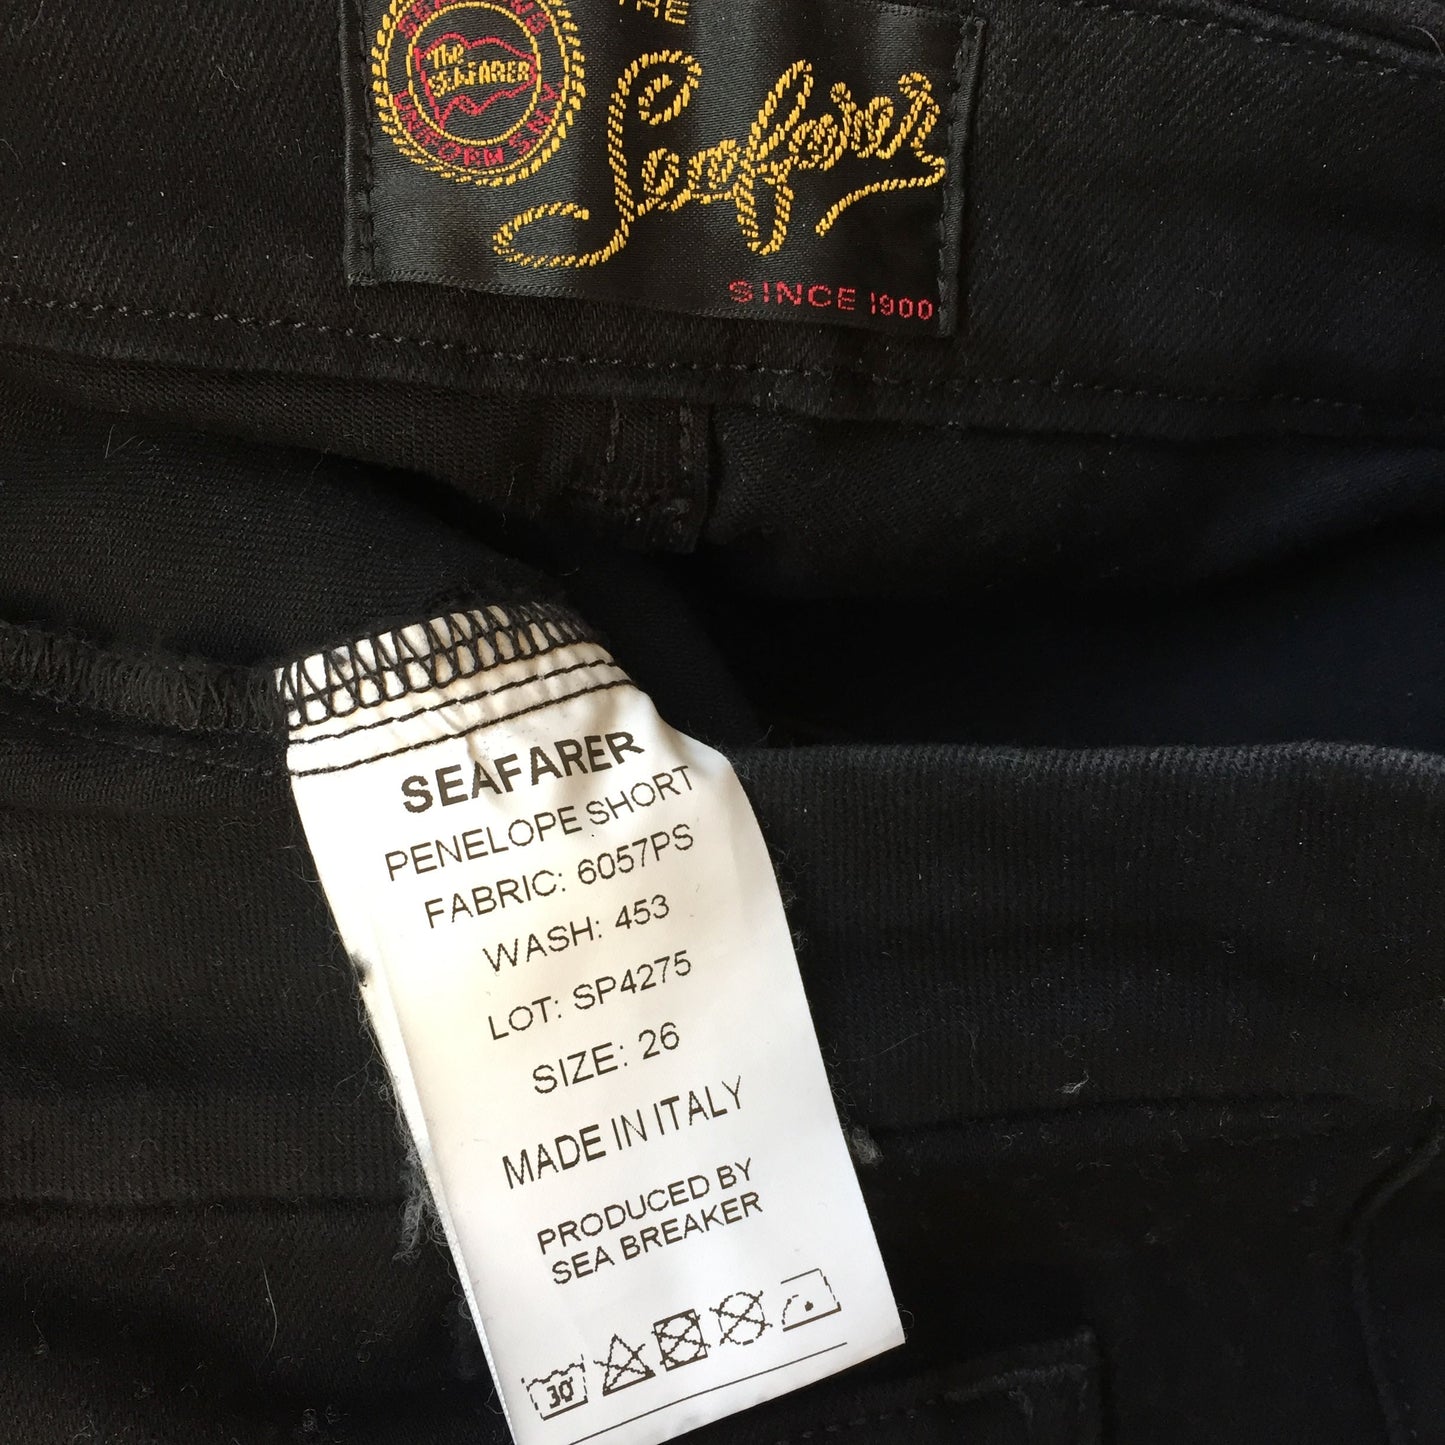 THE
Seafarer
SINCE 1900
The
SEAFARER
UNIFORM S.N.V.
SEAFARER
PENELOPE SHORT
FABRIC: 6057PS
WASH: 453
LOT: SP4275
SIZE: 26
MADE IN ITALY
PRODUCED BY
SEA BREAKER
30